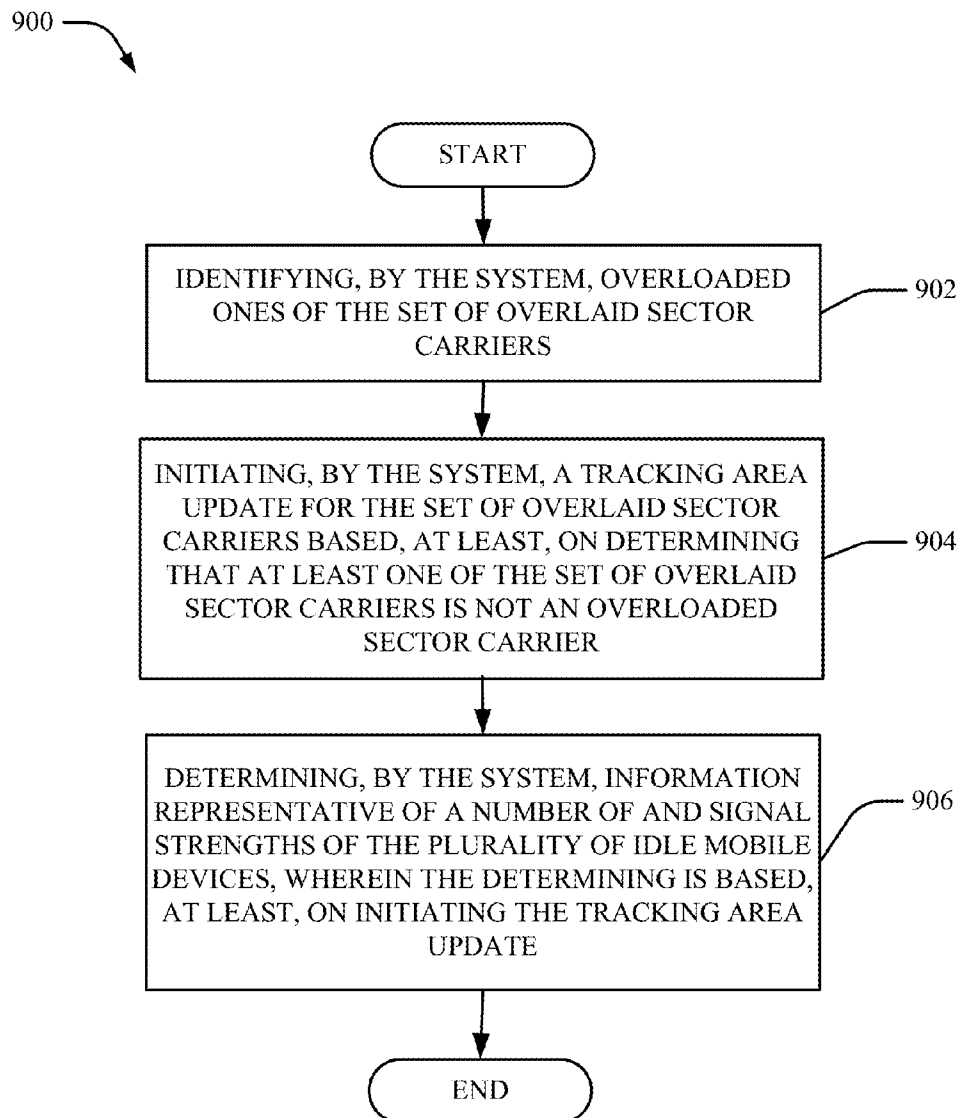 900
START
IDENTIFYING, BY THE SYSTEM, OVERLOADED
ONES OF THE SET OF OVERLAID SECTOR
CARRIERS
902
INITIATING, BY THE SYSTEM, A TRACKING AREA
UPDATE FOR THE SET OF OVERLAID SECTOR
CARRIERS BASED, AT LEAST, ON DETERMINING
THAT AT LEAST ONE OF THE SET OF OVERLAID
SECTOR CARRIERS IS NOT AN OVERLOADED
SECTOR CARRIER
904
DETERMINING, BY THE SYSTEM, INFORMATION
REPRESENTATIVE OF A NUMBER OF AND SIGNAL
STRENGTHS OF THE PLURALITY OF IDLE MOBILE
DEVICES, WHEREIN THE DETERMINING IS BASED,
AT LEAST, ON INITIATING THE TRACKING AREA
UPDATE
906
END